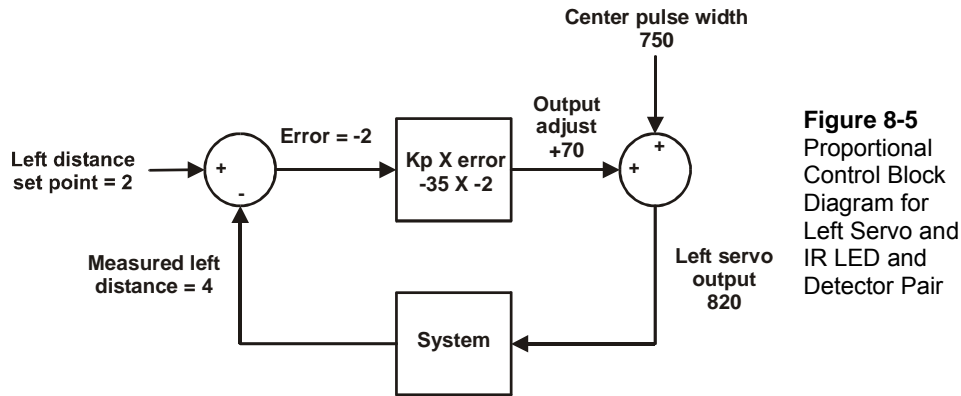 Center pulse width
750
Output
adjust
+70
Error = -2
Left distance
set point = 2
+
-
Kp X error
-35 X -2
+
+
Measured left
distance = 4
System
Left servo
output
820
Figure 8-5
Proportional
Control Block
Diagram for
Left Servo and
IR LED and
Detector Pair